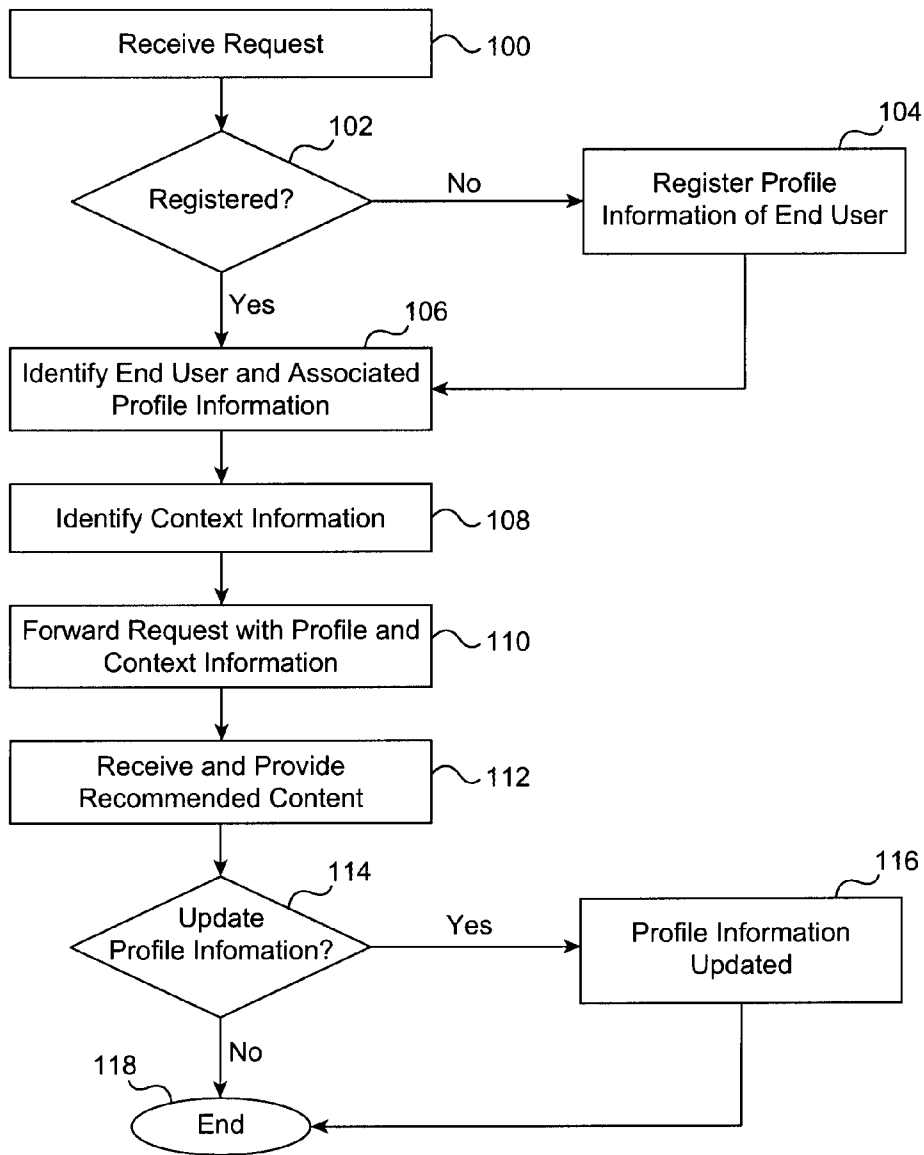 Receive Request
100
102
Registered?
No
104
Register Profile
Information of End User
Yes
106
Identify End User and Associated
Profile Information
Identify Context Information
108
Forward Request with Profile and
Context Information
110
Receive and Provide
Recommended Content
112
114
Update
Profile Infomation?
Yes
116
Profile Information
Updated
No
118
End